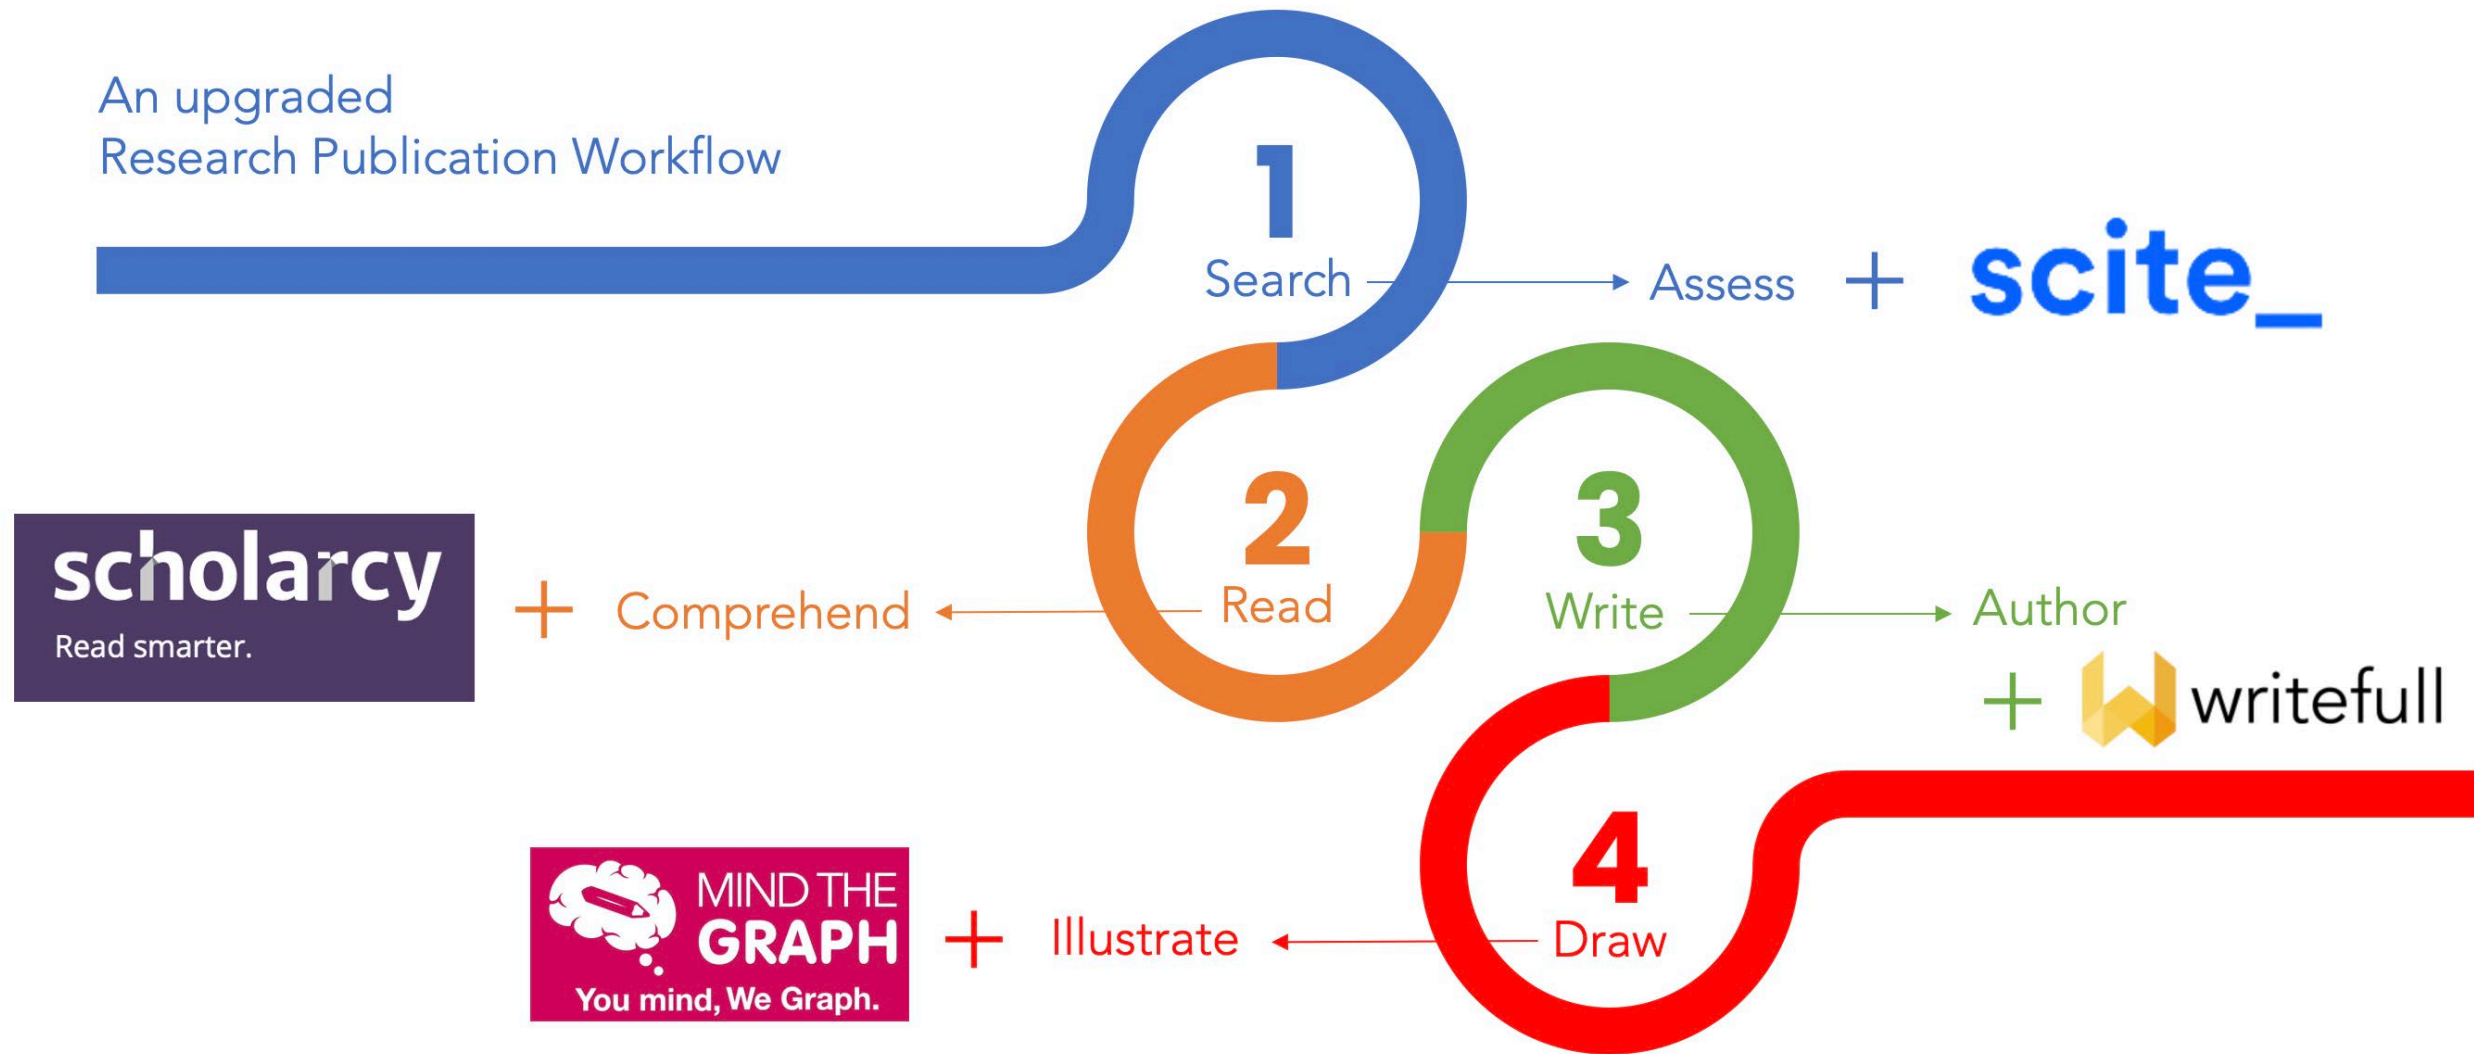 An upgraded
Research Publication Workflow
1
Search
Assess + scite_
2
Read
Comprehend +
scholarcy
Read smarter.
3
Write
Author
+ writefull
4
Draw
Illustrate +
MIND THE
GRAPH
You mind, We Graph.